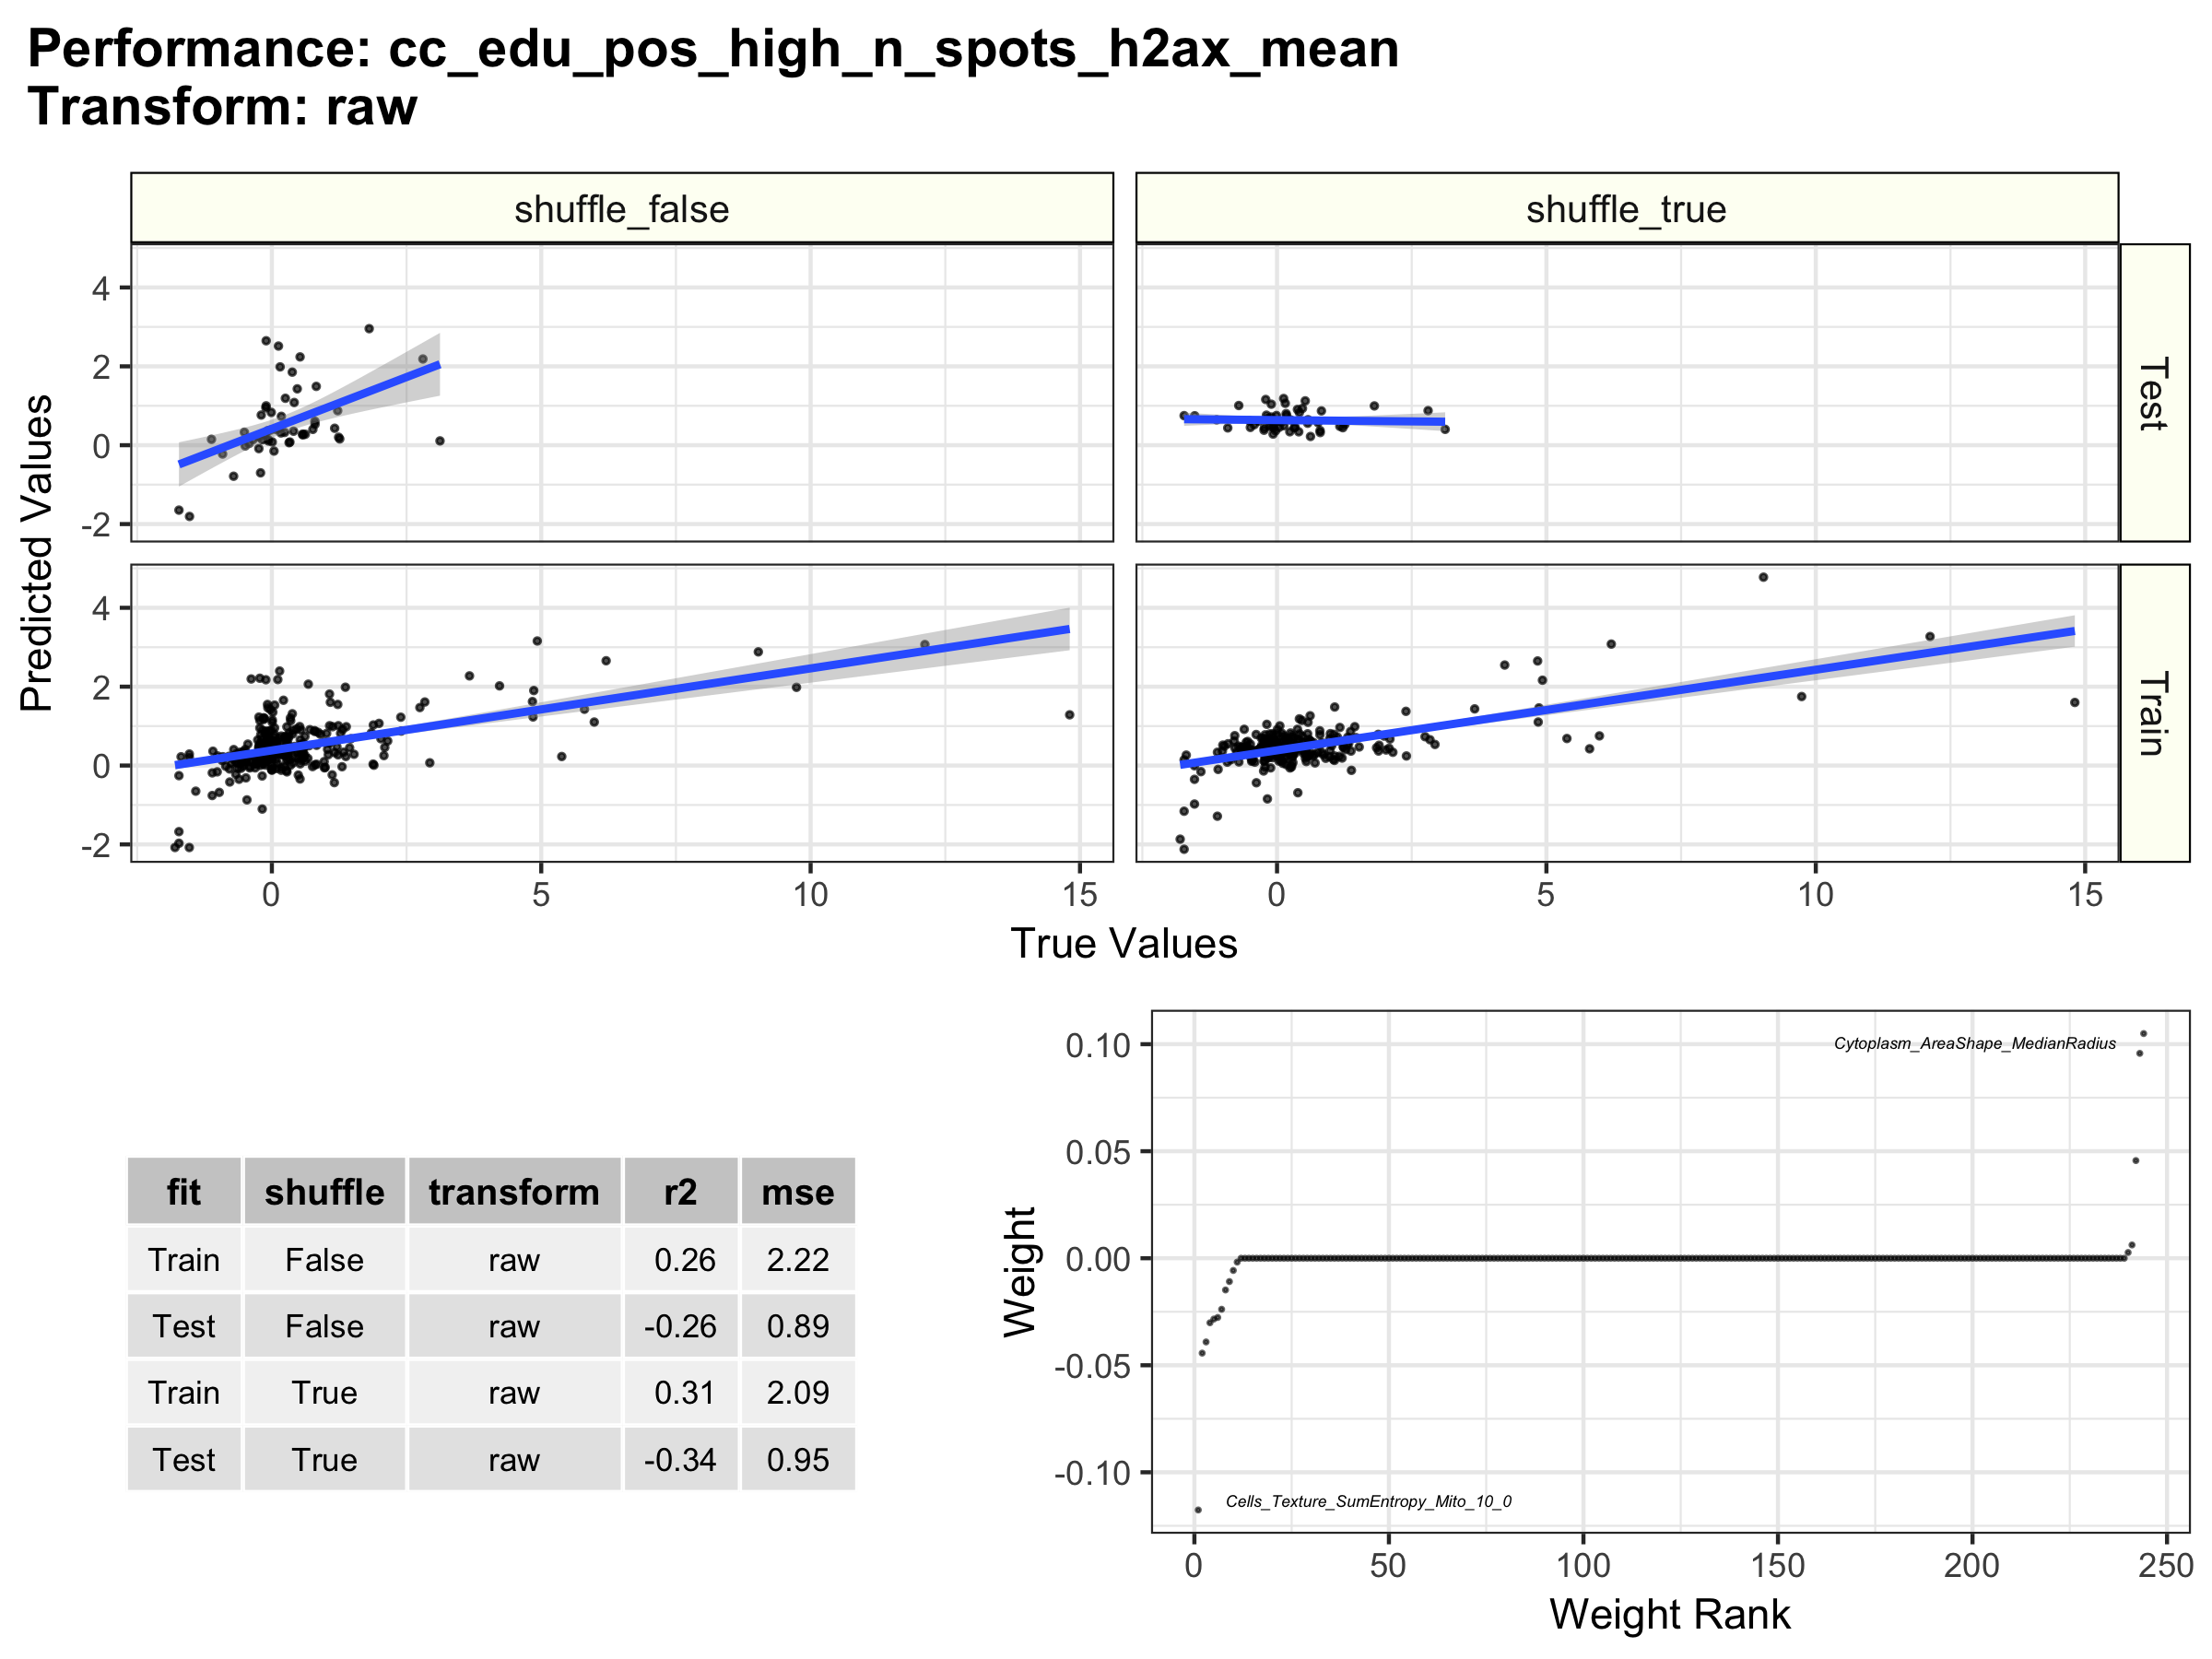 Performance: cc_edu_pos_high_n_spots_h2ax_mean
Transform: raw
shuffle_false
shuffle_true
4
2
0
-2
Test
4
2
0
-2
Train
Predicted Values
0
5
10
15
0
5
10
15
True Values
fit shuffle transform r2 mse
Train False raw 0.26 2.22
Test False raw -0.26 0.89
Train True raw 0.31 2.09
Test True raw -0.34 0.95
0.10
0.05
0.00
-0.05
-0.10
Weight
Cytoplasm_AreaShape_MedianRadius
Cells_Texture_SumEntropy_Mito_10_0
0
50
100
150
200
250
Weight Rank